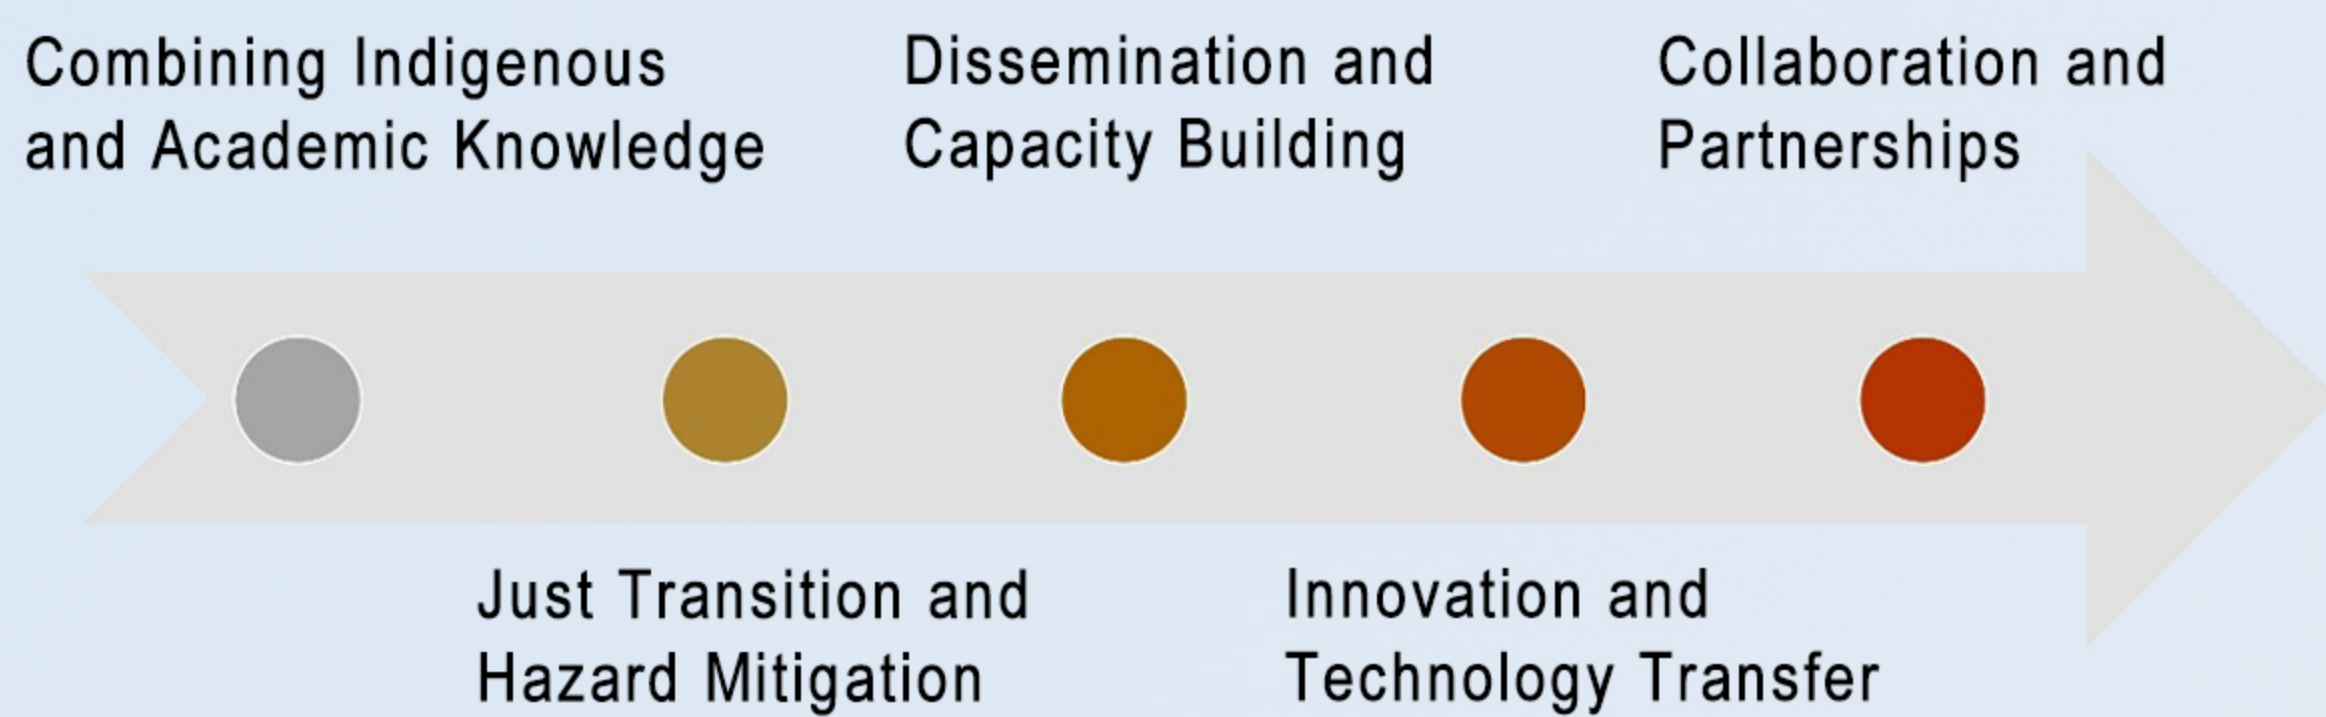 Combining Indigenous
and Academic Knowledge
Dissemination and
Capacity Building
Collaboration and
Partnerships
Just Transition and
Hazard Mitigation
Innovation and
Technology Transfer